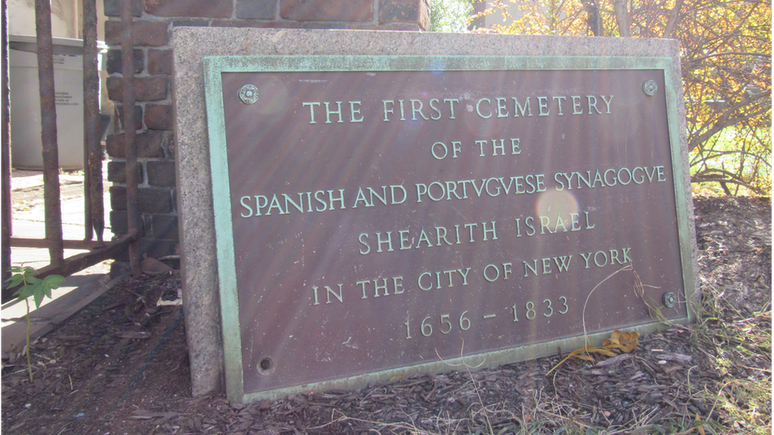 THE FIRST CEMETERY
OF THE
SPANISH AND PORTVGVESE SYNAGOGVE
SHEARITH ISRAEL
IN THE CITY OF NEW YORK
1656 – 1833